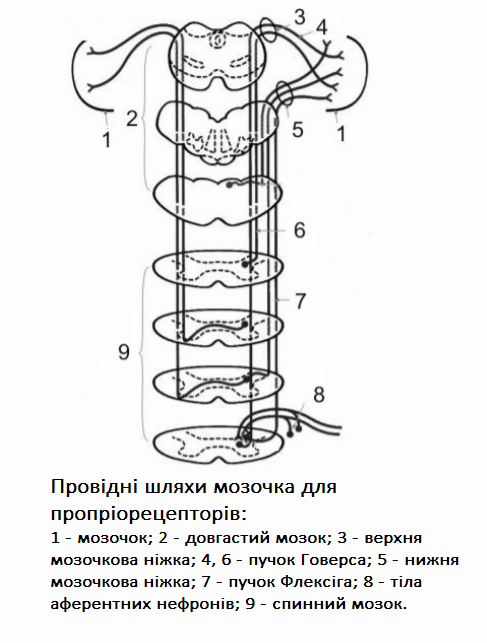 3
4
1
2
5
1
6
7
9
8
Провідні шляхи мозочка для
пропріорецепторів:
1 - мозочок; 2 - довгастий мозок; 3 - верхня
мозочкова ніжка; 4, 6 - пучок Говерса; 5 - нижня
мозочкова ніжка; 7 - пучок Флексіга; 8 - тіла
аферентних нефронів; 9 - спинний мозок.